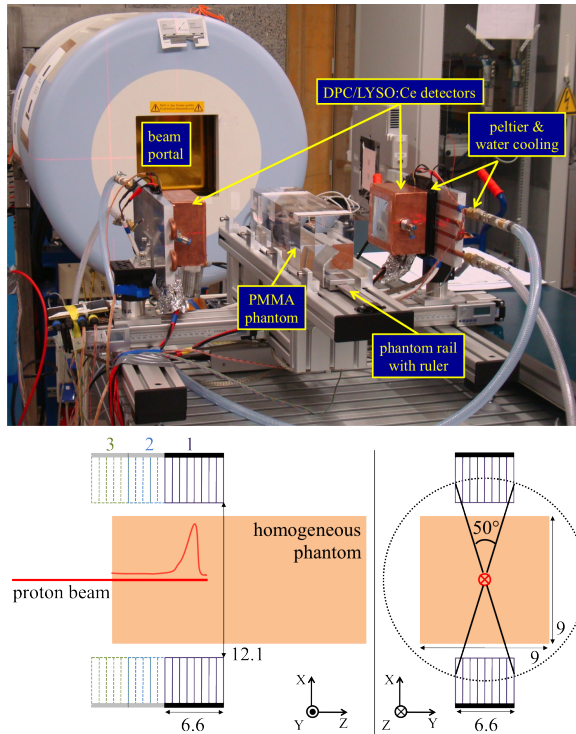 DPC/LYSO:Ce detectors
beam
portal
peltier &
water cooling
PMMA
phantom
phantom rail
with ruler
3 2 1
homogeneous
phantom
proton beam
12.1
6.6
X
Y
Z
50°
9
9
X
Z
Y
6.6